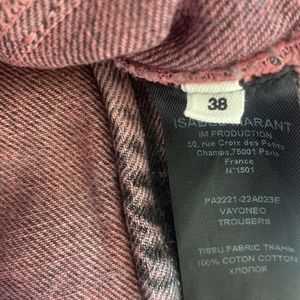 38
ISABEL MARANT
IM PRODUCTION
50, rue Croix des Petits
Champs, 75001 Paris
France
N°1501
PA2221-22A023E
VAYONEO
TROUSERS
TISSU FABRIC ТКАНЬ
100% COTON COTTON
ХЛОПОК